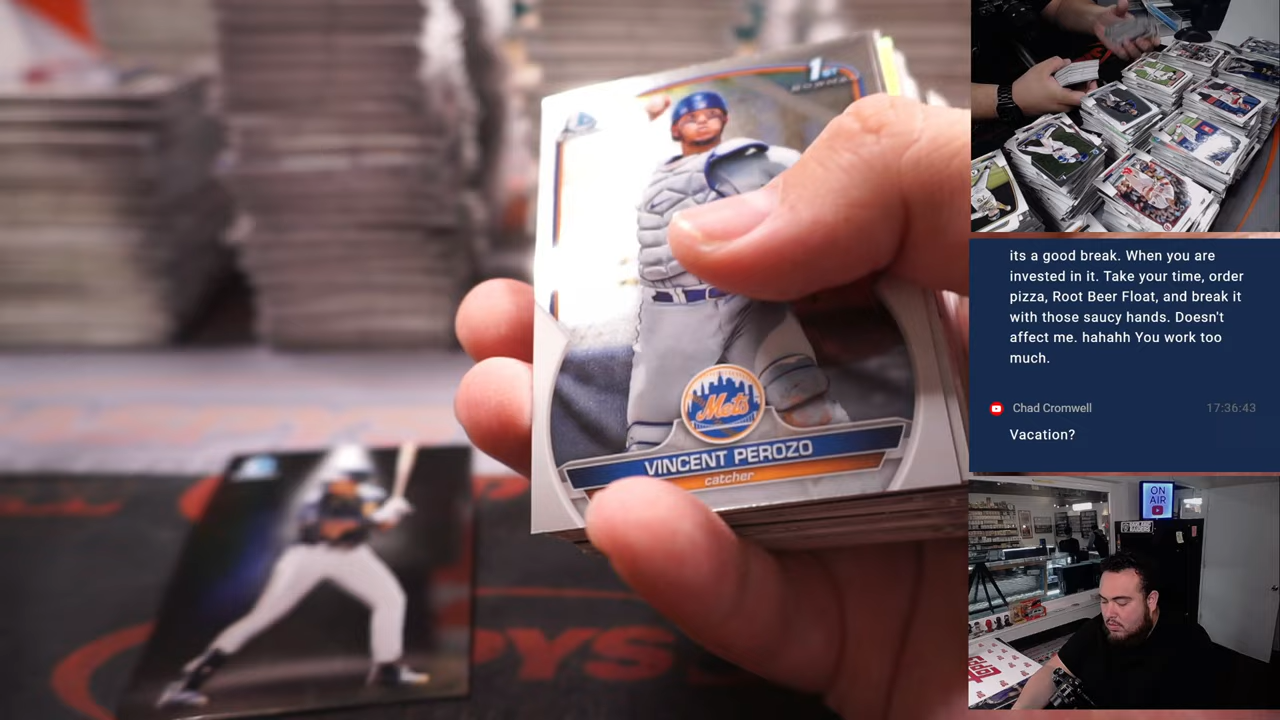 1ST
BOWMAN
Mets
VINCENT PEROZO
catcher
its a good break. When you are
invested in it. Take your time, order
pizza, Root Beer Float, and break it
with those saucy hands. Doesn't
affect me. hahahh You work too
much.
Chad Cromwell 17:36:43
Vacation?
ON
AIR